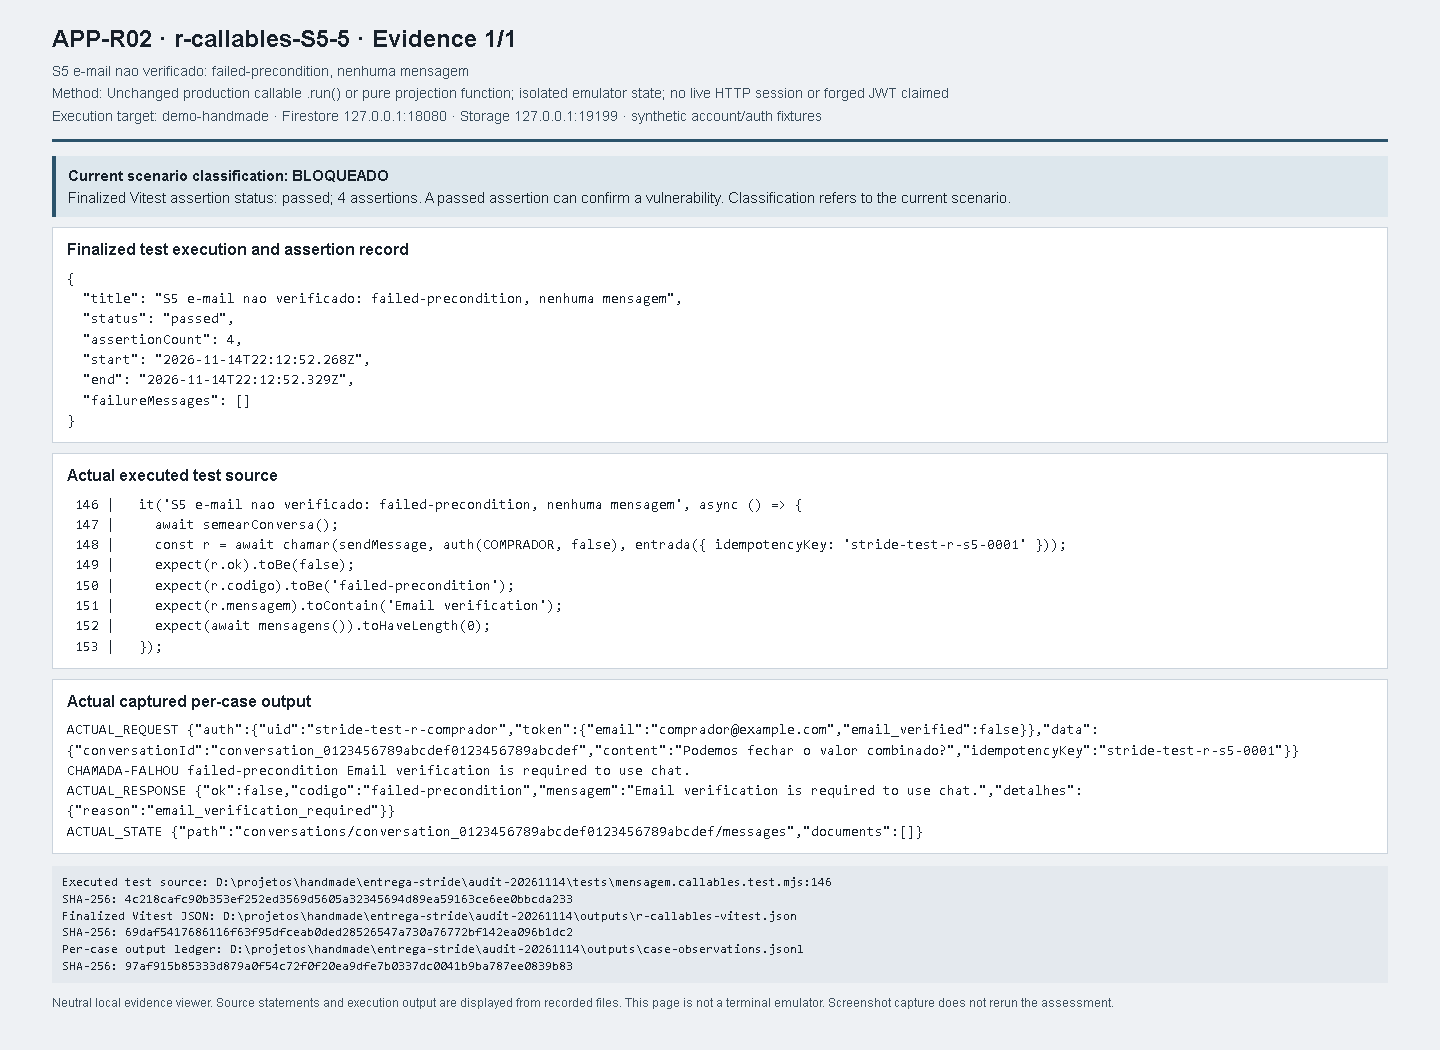 APP-R02 · r-callables-S5-5 · Evidence 1/1
S5 e-mail nao verificado: failed-precondition, nenhuma mensagem
Method: Unchanged production callable .run() or pure projection function; isolated emulator state; no live HTTP session or forged JWT claimed
Execution target: demo-handmade · Firestore 127.0.0.1:18080 · Storage 127.0.0.1:19199 · synthetic account/auth fixtures
Current scenario classification: BLOQUEADO
Finalized Vitest assertion status: passed; 4 assertions. A passed assertion can confirm a vulnerability. Classification refers to the current scenario.
Finalized test execution and assertion record
{
  "title": "S5 e-mail nao verificado: failed-precondition, nenhuma mensagem",
  "status": "passed",
  "assertionCount": 4,
  "start": "2026-11-14T22:12:52.268Z",
  "end": "2026-11-14T22:12:52.329Z",
  "failureMessages": []
}
Actual executed test source
146 |   it('S5 e-mail nao verificado: failed-precondition, nenhuma mensagem', async () => {
147 |     await semearConversa();
148 |     const r = await chamar(sendMessage, auth(COMPRADOR, false), entrada({ idempotencyKey: 'stride-test-r-s5-0001' }));
149 |     expect(r.ok).toBe(false);
150 |     expect(r.codigo).toBe('failed-precondition');
151 |     expect(r.mensagem).toContain('Email verification');
152 |     expect(await mensagens()).toHaveLength(0);
153 |   });
Actual captured per-case output
ACTUAL_REQUEST {"auth":{"uid":"stride-test-r-comprador","token":{"email":"comprador@example.com","email_verified":false}},"data":
{"conversationId":"conversation_0123456789abcdef0123456789abcdef","content":"Podemos fechar o valor combinado?","idempotencyKey":"stride-test-r-s5-0001"}}
CHAMADA-FALHOU failed-precondition Email verification is required to use chat.
ACTUAL_RESPONSE {"ok":false,"codigo":"failed-precondition","mensagem":"Email verification is required to use chat.","detalhes":
{"reason":"email_verification_required"}}
ACTUAL_STATE {"path":"conversations/conversation_0123456789abcdef0123456789abcdef/messages","documents":[]}
Executed test source: D:\projetos\handmade\entrega-stride\audit-20261114\tests\mensagem.callables.test.mjs:146
SHA-256: 4c218cafc90b353ef252ed3569d5605a32345694d89ea59163ce6ee0bbcda233
Finalized Vitest JSON: D:\projetos\handmade\entrega-stride\audit-20261114\outputs\r-callables-vitest.json
SHA-256: 69daf5417686116f63f95dfceab0ded28526547a730a76772bf142ea096b1dc2
Per-case output ledger: D:\projetos\handmade\entrega-stride\audit-20261114\outputs\case-observations.jsonl
SHA-256: 97af915b85333d879a0f54c72f0f20ea9dfe7b0337dc0041b9ba787ee0839b83
Neutral local evidence viewer. Source statements and execution output are displayed from recorded files. This page is not a terminal emulator. Screenshot capture does not rerun the assessment.